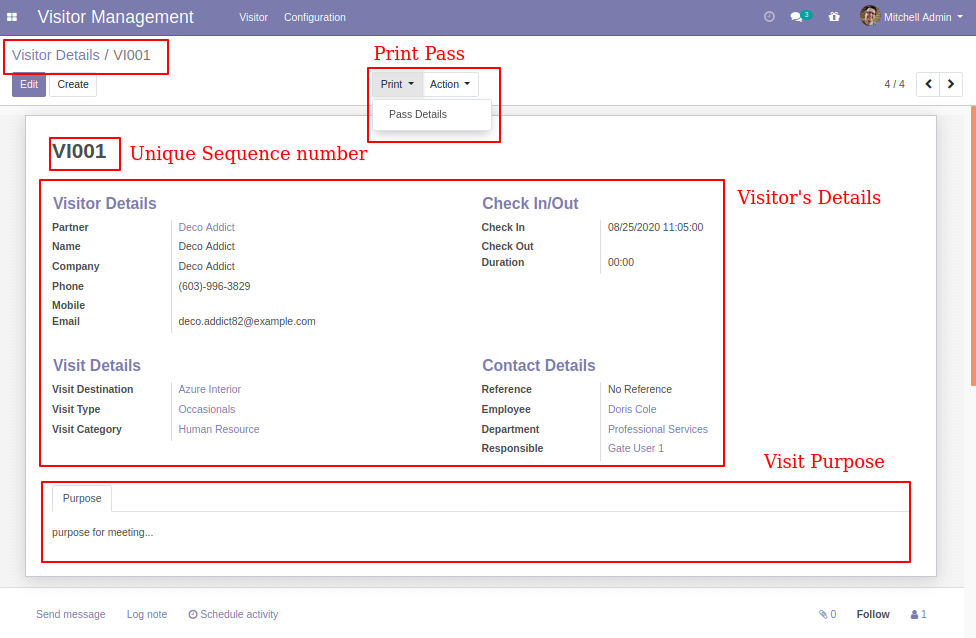 Visitor Management Visitor Configuration 3 Mitchell Admin
Visitor Details / VI001
Print Pass
Edit Create Print Action 4 / 4
Pass Details
VI001 Unique Sequence number
Visitor's Details
Visitor Details
Partner Deco Addict
Name Deco Addict
Company Deco Addict
Phone (603)-996-3829
Mobile
Email deco.addict82@example.com
Check In/Out
Check In 08/25/2020 11:05:00
Check Out
Duration 00:00
Visit Details
Visit Destination Azure Interior
Visit Type Occasionals
Visit Category Human Resource
Contact Details
Reference No Reference
Employee Doris Cole
Department Professional Services
Responsible Gate User 1
Visit Purpose
Purpose
purpose for meeting...
Send message Log note Schedule activity 0 Follow 1